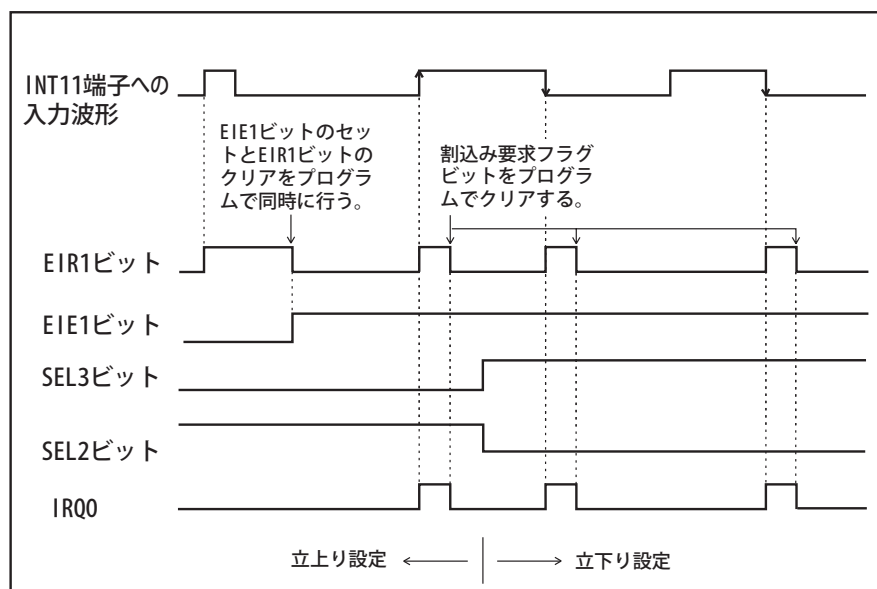 INT11端子への
入力波形
EIE1ビットのセッ
トとEIR1ビットの
クリアをプログラ
ムで同時に行う。
割込み要求フラグ
ビットをプログラ
ムでクリアする。
EIR1ビット
EIE1ビット
SEL3ビット
SEL2ビット
IRQ0
立上り設定
立下り設定